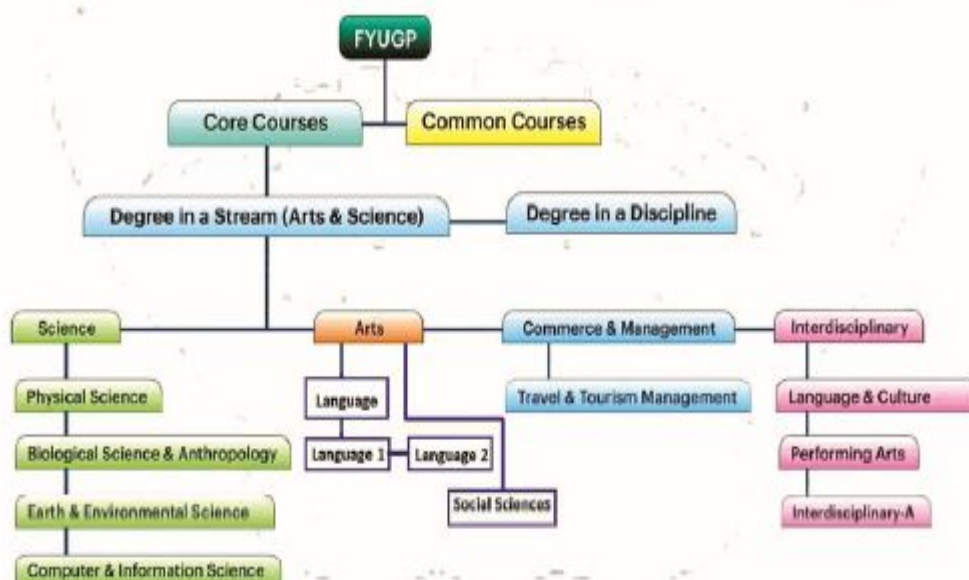 FYUGP
Core Courses
Common Courses
Degree in a Stream (Arts & Science)
Degree in a Discipline
Science
Arts
Commerce & Management
Interdisciplinary
Physical Science
Language
Travel & Tourism Management
Language & Culture
Biological Science & Anthropology
Language 1
Language 2
Performing Arts
Earth & Environmental Science
Social Sciences
Interdisciplinary-A
Computer & Information Science